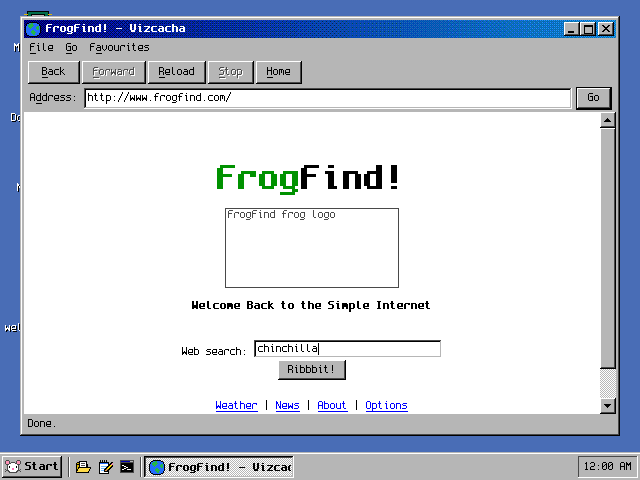 FrogFind! - Vizcacha
File Go Favourites
Back Forward Reload Stop Home
Address: http://www.frogfind.com/ Go
FrogFind!
FrogFind frog logo
Welcome Back to the Simple Internet
Web search: chinchilla
Ribbbit!
Weather | News | About | Options
Done.
Start FrogFind! - Vizcac 12:00 AM